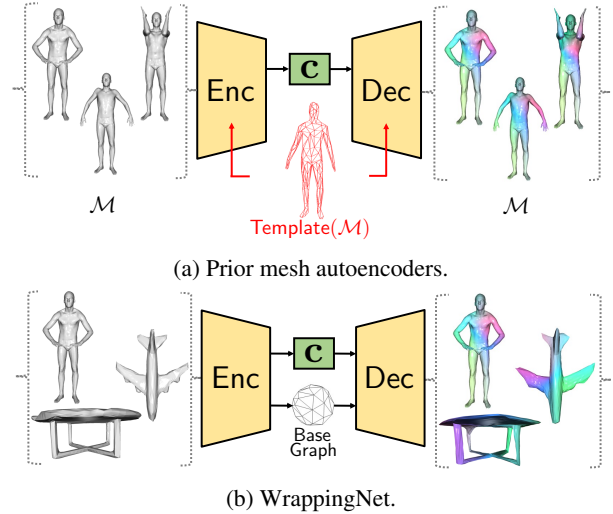 Enc
C
Dec
Template(ℳ)
ℳ
ℳ
(a) Prior mesh autoencoders.
Enc
C
Dec
Base
Graph
(b) WrappingNet.